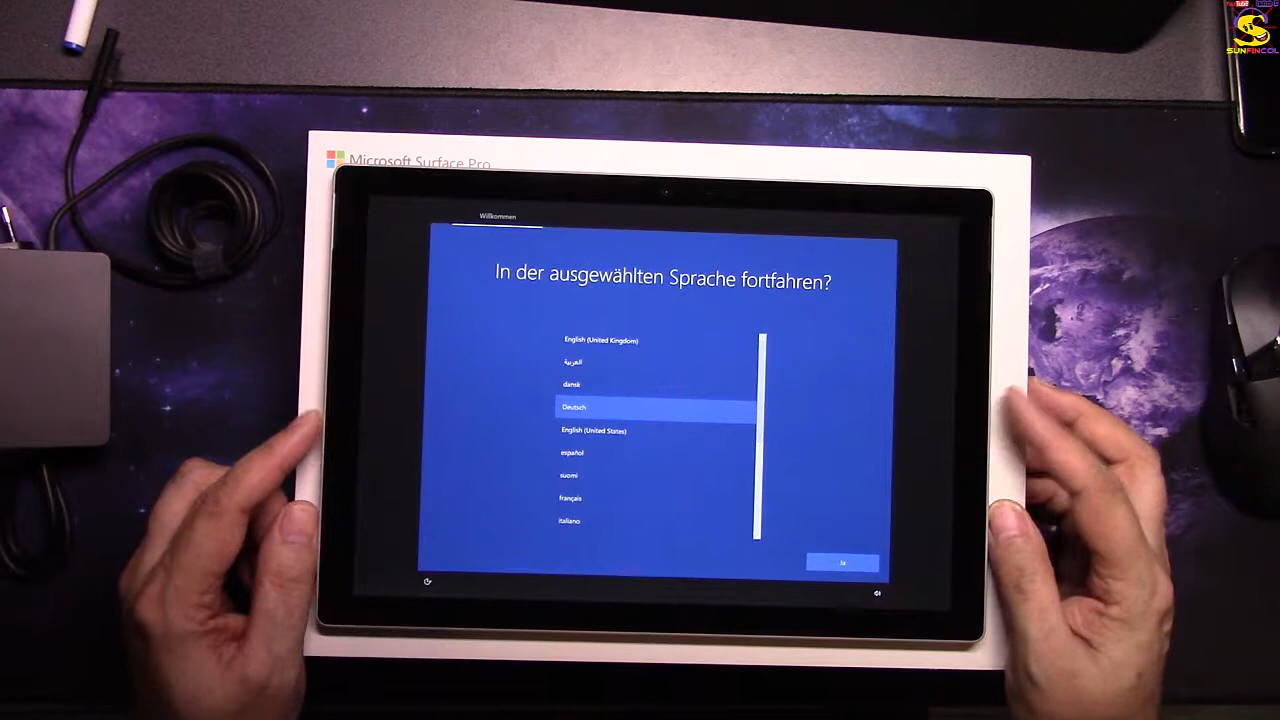 SUNFINCOL
Microsoft Surface Pro
Willkommen
In der ausgewählten Sprache fortfahren?
English (United Kingdom)
العربية
dansk
Deutsch
English (United States)
español
suomi
français
italiano
Ja